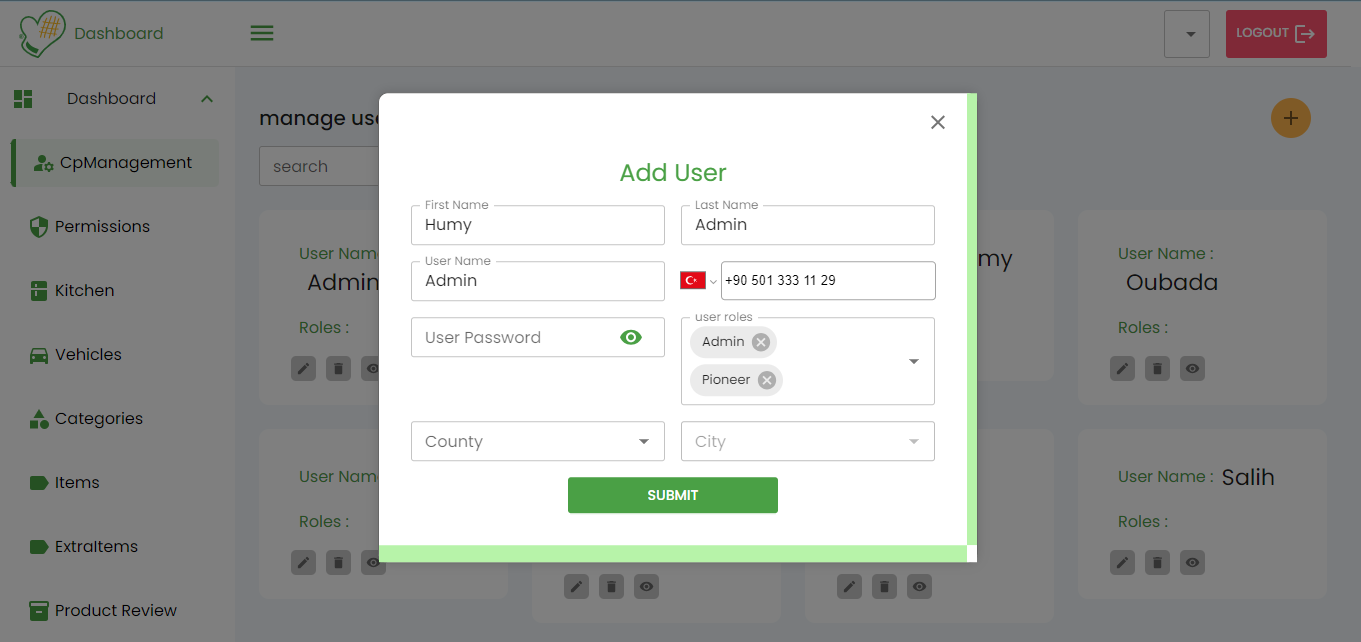 Dashboard
LOGOUT
Dashboard
CpManagement
Permissions
Kitchen
Vehicles
Categories
Items
ExtraItems
Product Review
manage use
search
User Nam
Admin
Roles :
my
User Name :
Oubada
Roles :
User Nam
Roles :
User Name : Salih
Roles :
Add User
First Name
Humy
Last Name
Admin
User Name
Admin
+90 501 333 11 29
User Password
user roles
Admin
Pioneer
County
City
SUBMIT